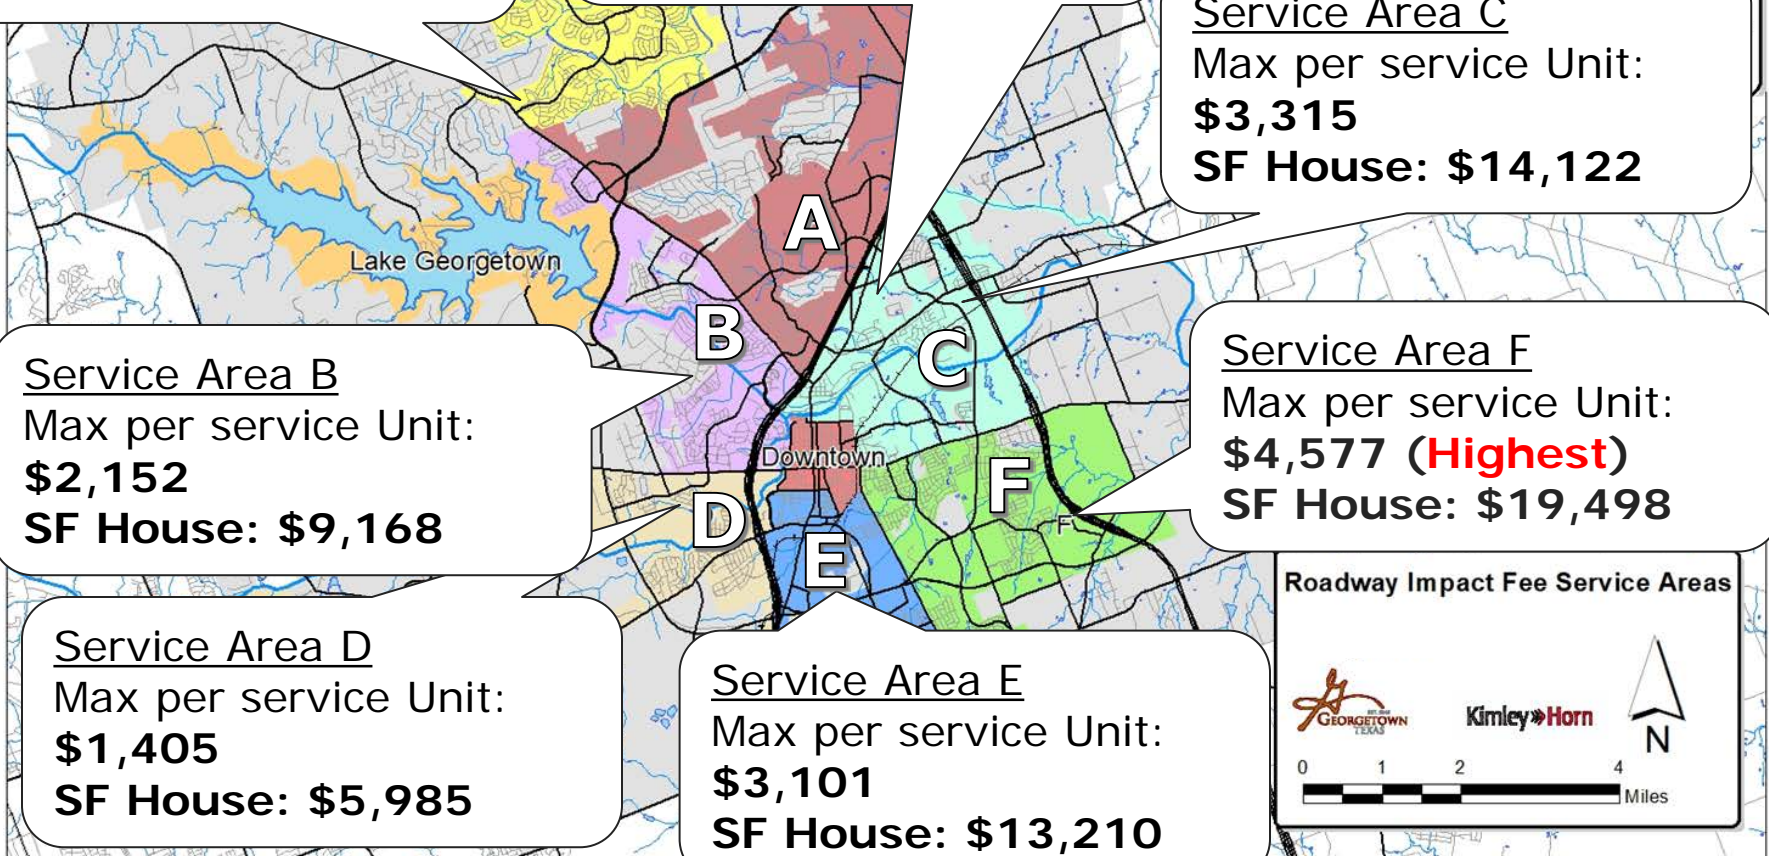 Service Area C
Max per service Unit:
$3,315
SF House: $14,122
A
Lake Georgetown
B
C
Service Area B
Max per service Unit:
$2,152
SF House: $9,168
Service Area F
Max per service Unit:
$4,577 (Highest)
SF House: $19,498
Downtown
D
E
F
F
Roadway Impact Fee Service Areas
GEORGETOWN
TEXAS
Kimley»Horn
N
0 1 2 4
Miles
Service Area D
Max per service Unit:
$1,405
SF House: $5,985
Service Area E
Max per service Unit:
$3,101
SF House: $13,210